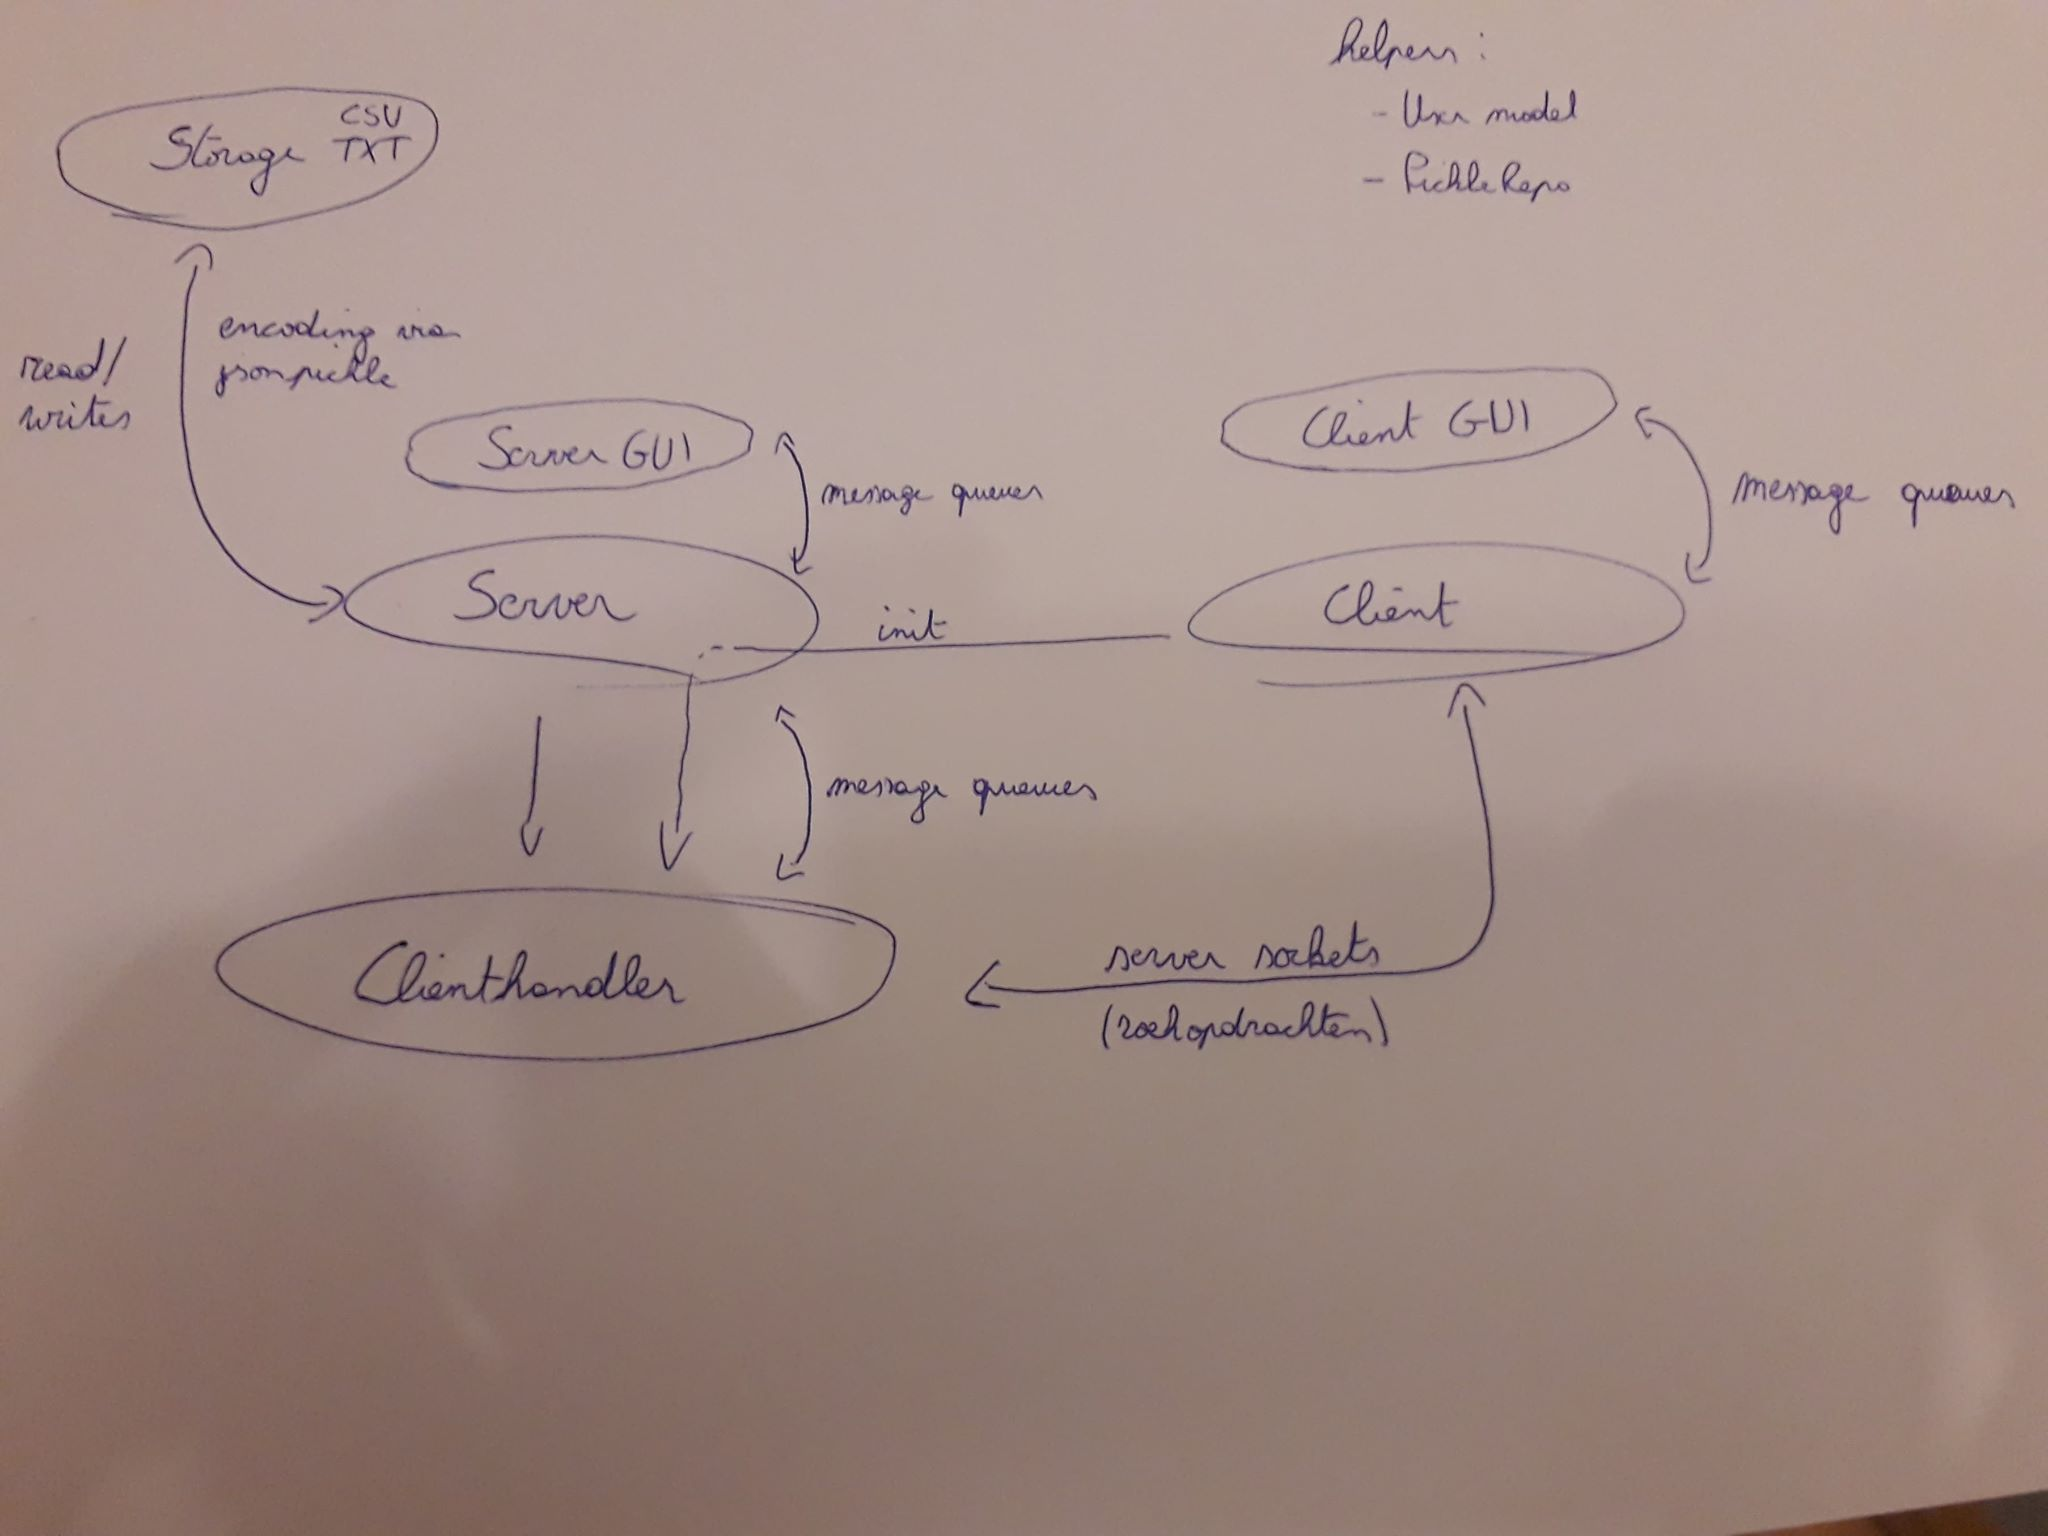 helpers :
- User model
- PickleRepo
Storage CSV
TXT
read/
writes
encoding via
jsonpickle
Server GUI
message queues
Client GUI
message queues
Server
init
Client
message queues
Clienthandler
server sockets
(zoekopdrachten)